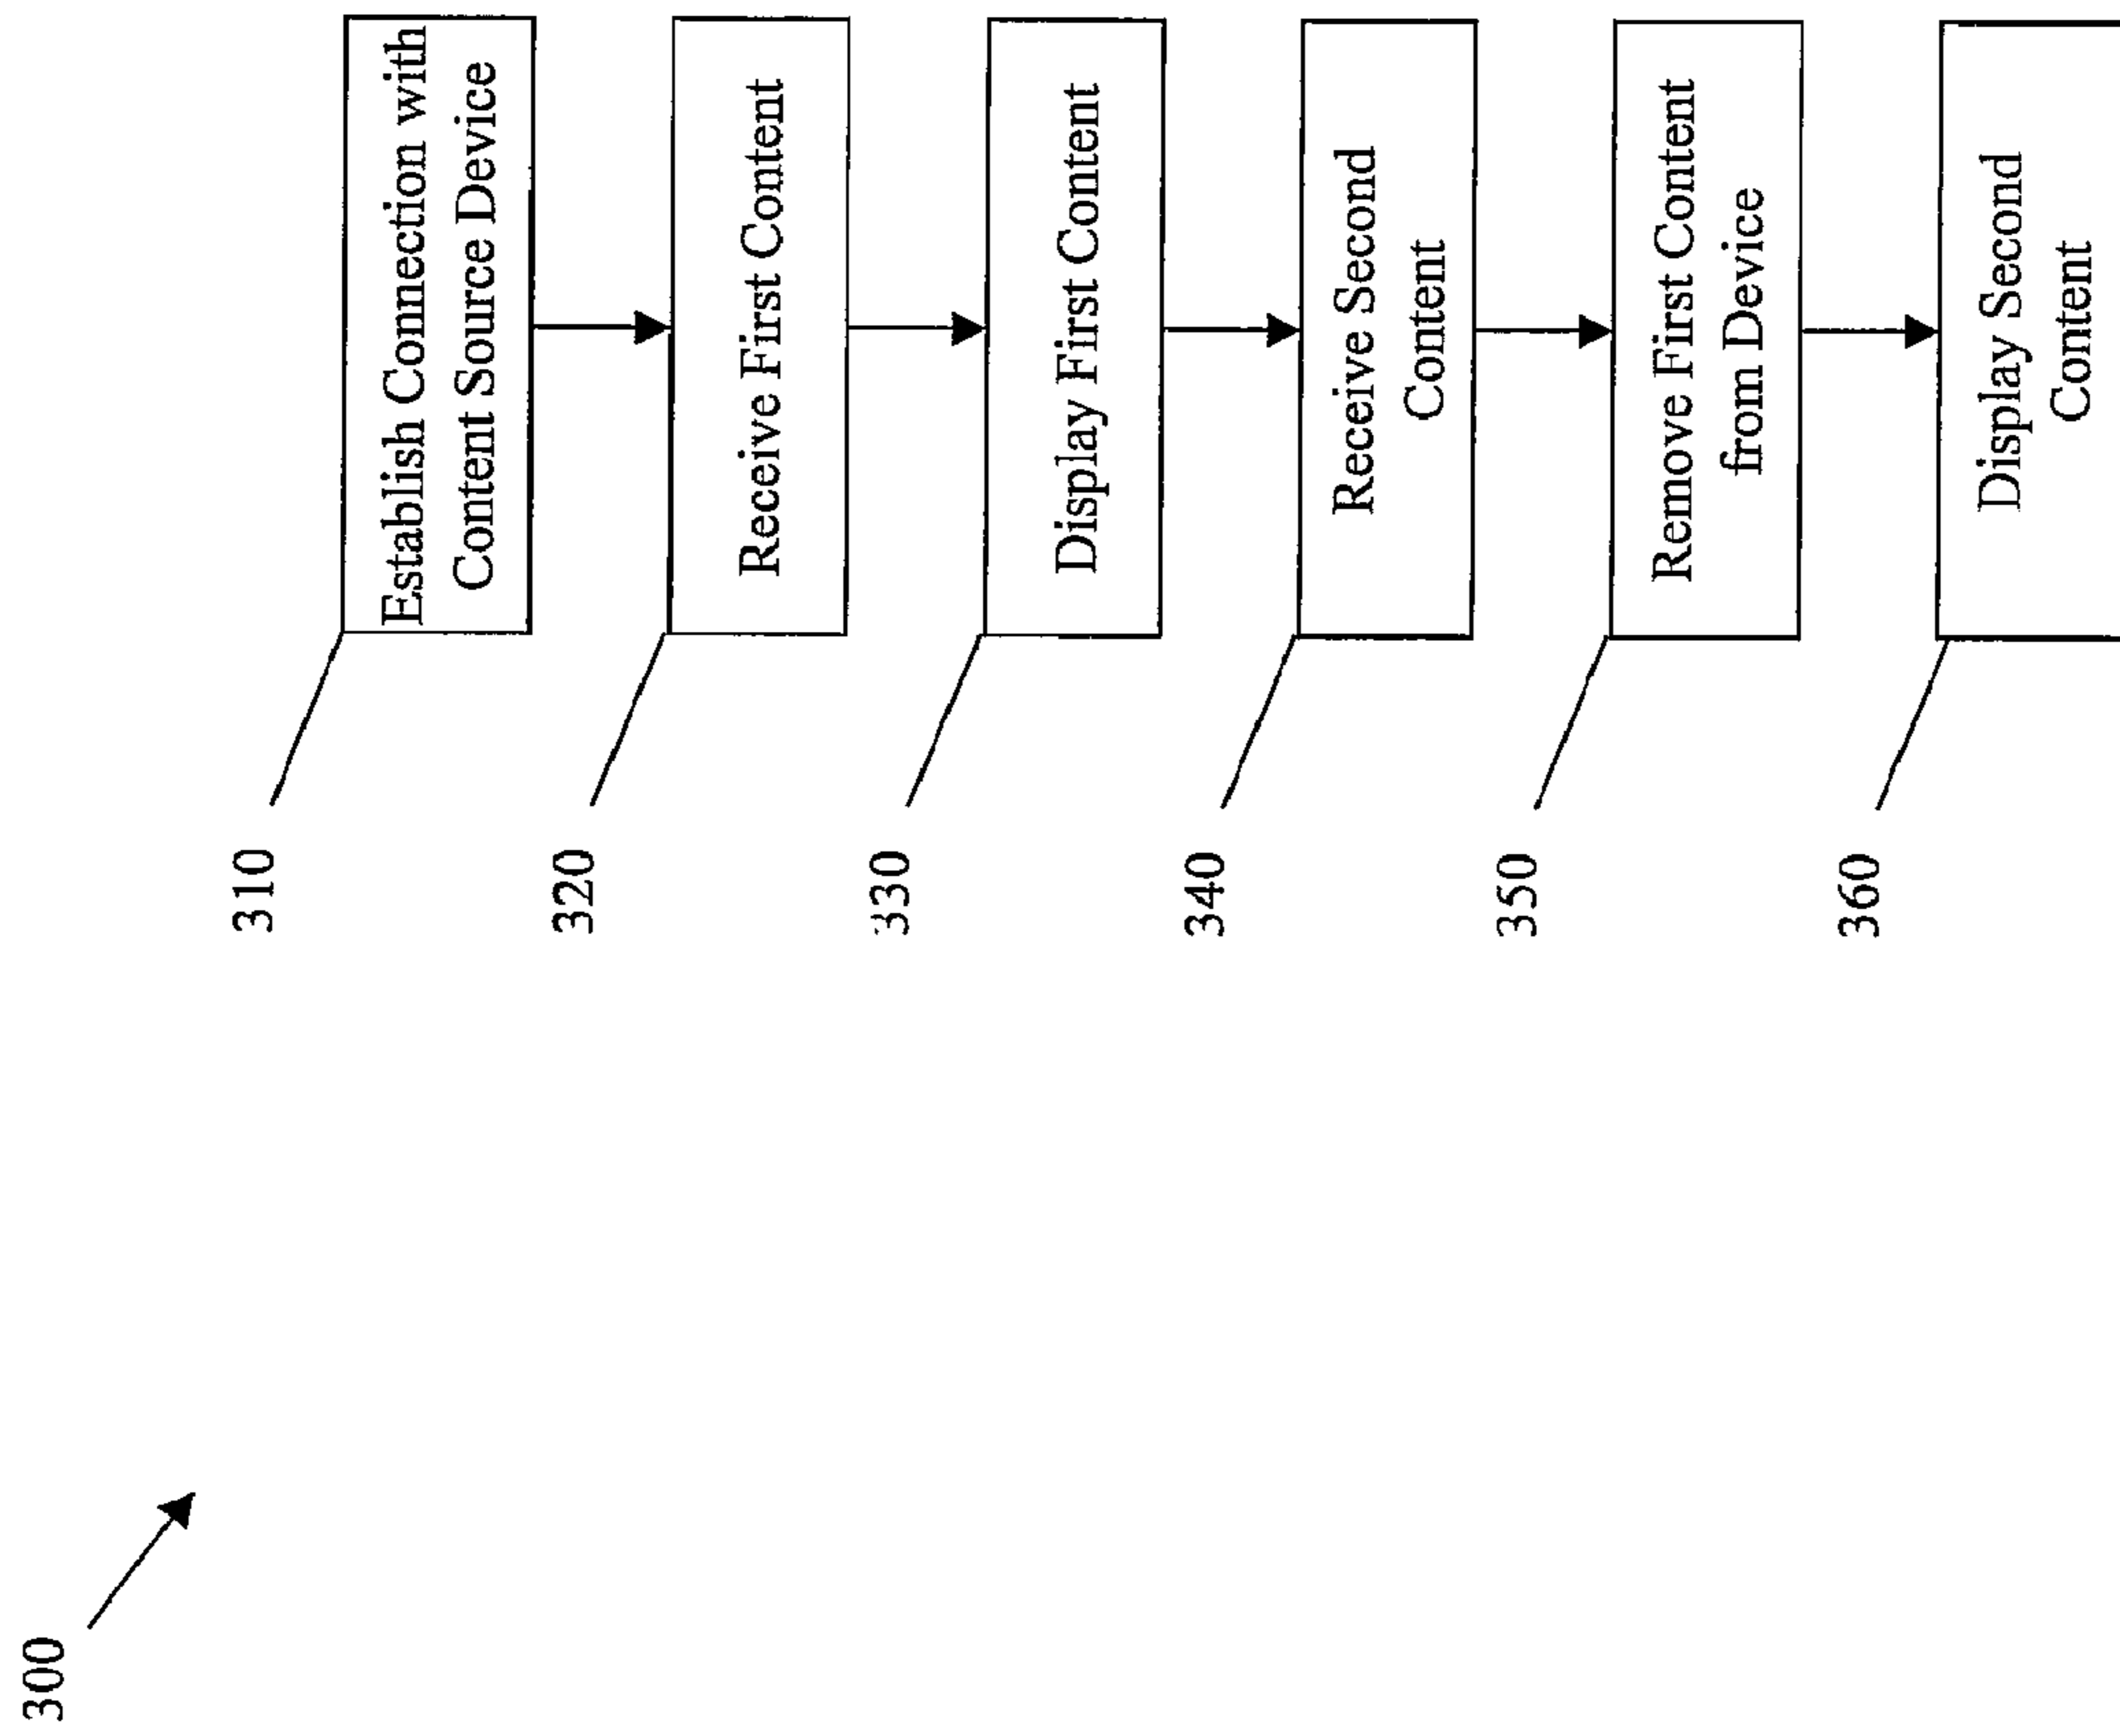 300
310
Establish Connection with
Content Source Device
320
Receive First Content
330
Display First Content
340
Receive Second
Content
350
Remove First Content
from Device
360
Display Second
Content